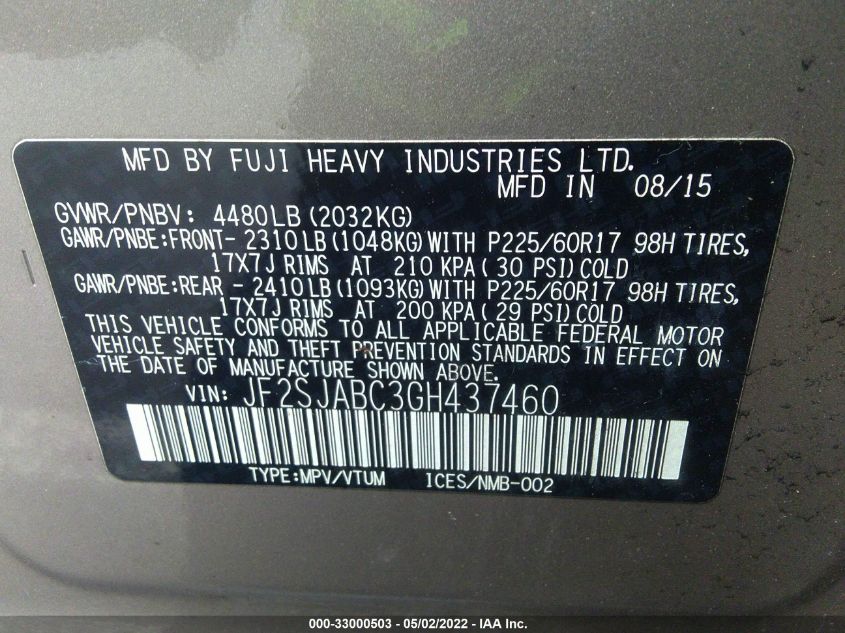 MFD BY FUJI HEAVY INDUSTRIES LTD.
MFD IN 08/15
GVWR/PNBV: 4480LB (2032KG)
GAWR/PNBE:FRONT- 2310LB (1048KG) WITH P225/60R17 98H TIRES,
17X7J RIMS AT 210 KPA( 30 PSI) COLD
GAWR/PNBE:REAR - 2410LB (1093KG) WITH P225/60R17 98H TIRES,
17X7J RIMS AT 200 KPA( 29 PSI) COLD
THIS VEHICLE CONFORMS TO ALL APPLICABLE FEDERAL MOTOR
VEHICLE SAFETY AND THEFT PREVENTION STANDARDS IN EFFECT ON
THE DATE OF MANUFACTURE SHOWN ABOVE.
VIN: JF2SJABC3GH437460
TYPE:MPV/VTUM ICES/NMB-002
000-33000503 — 05/02/2022 — IAA Inc.